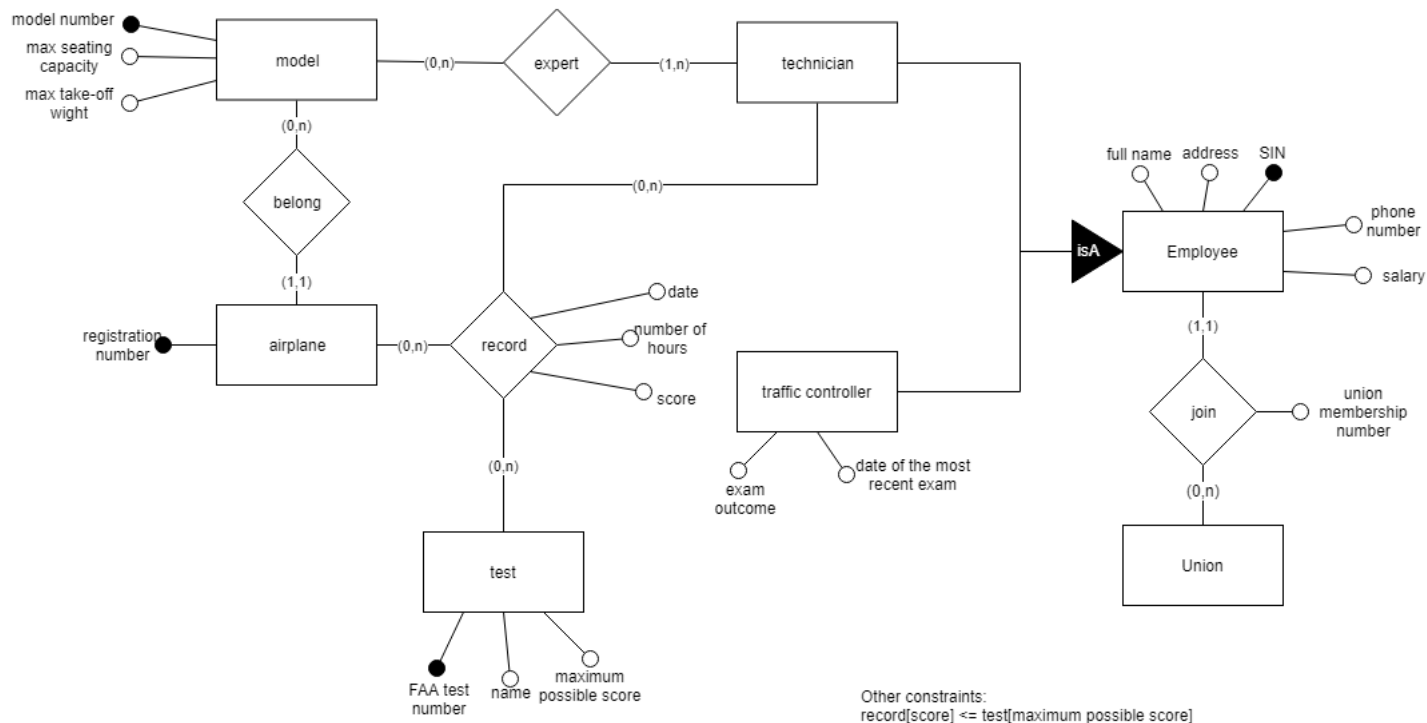 model number
max seating
capacity
max take-off
wight
model
(0,n)
expert
(1,n)
technician
(0,n)
belong
(1,1)
registration
number
airplane
(0,n)
record
date
number of
hours
score
(0,n)
(0,n)
test
FAA test
number
name
maximum
possible score
full name
address
SIN
phone
number
salary
isA
Employee
traffic controller
exam
outcome
date of the most
recent exam
(1,1)
join
union
membership
number
(0,n)
Union
Other constraints:
record[score] <= test[maximum possible score]